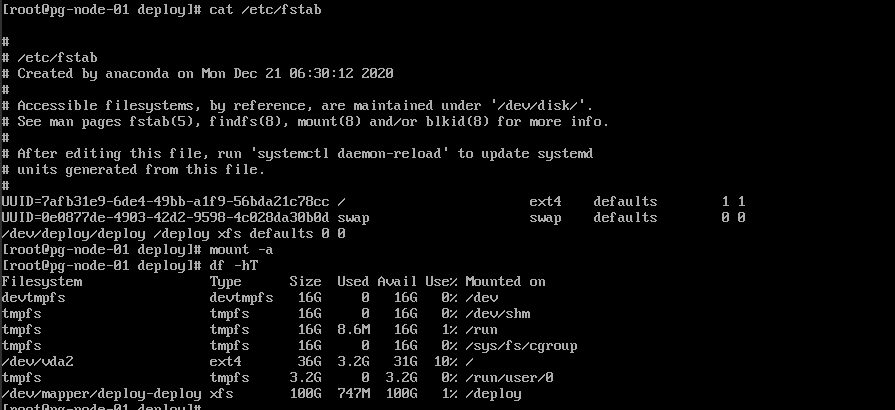 [root@pg-node-01 deploy]# cat /etc/fstab
#
# /etc/fstab
# Created by anaconda on Mon Dec 21 06:30:12 2020
#
# Accessible filesystems, by reference, are maintained under '/dev/disk/'.
# See man pages fstab(5), findfs(8), mount(8) and/or blkid(8) for more info.
#
# After editing this file, run 'systemctl daemon-reload' to update systemd
# units generated from this file.
#
UUID=7afb31e9-6de4-49bb-a1f9-56bda21c78cc /                         ext4    defaults        1 1
UUID=0e0877de-4903-42d2-9598-4c028da30b0d swap                      swap    defaults        0 0
/dev/deploy/deploy /deploy xfs defaults 0 0
[root@pg-node-01 deploy]# mount -a
[root@pg-node-01 deploy]# df -hT
Filesystem                Type      Size  Used Avail Use% Mounted on
devtmpfs                  devtmpfs   16G     0   16G   0% /dev
tmpfs                     tmpfs      16G     0   16G   0% /dev/shm
tmpfs                     tmpfs      16G  8.6M   16G   1% /run
tmpfs                     tmpfs      16G     0   16G   0% /sys/fs/cgroup
/dev/vda2                 ext4       36G  3.2G   31G  10% /
tmpfs                     tmpfs     3.2G     0  3.2G   0% /run/user/0
/dev/mapper/deploy-deploy xfs       100G  747M  100G   1% /deploy
[root@pg-node-01 deploy]#